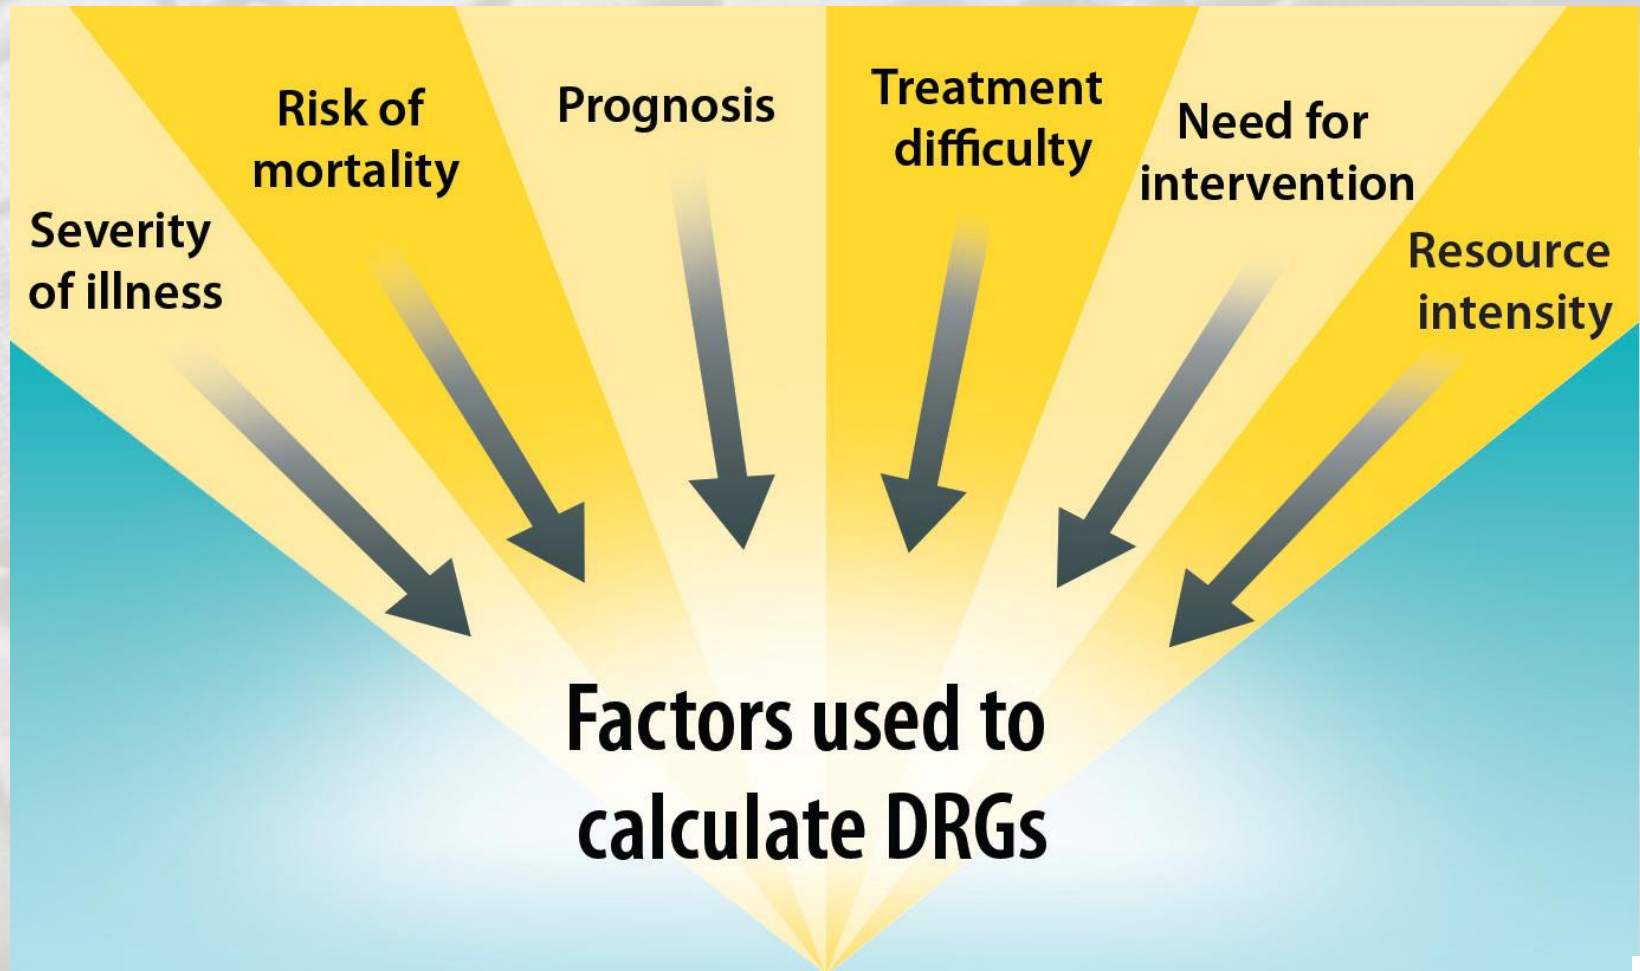 Severity
of illness
Risk of
mortality
Prognosis
Treatment
difficulty
Need for
intervention
Resource
intensity
Factors used to
calculate DRGs